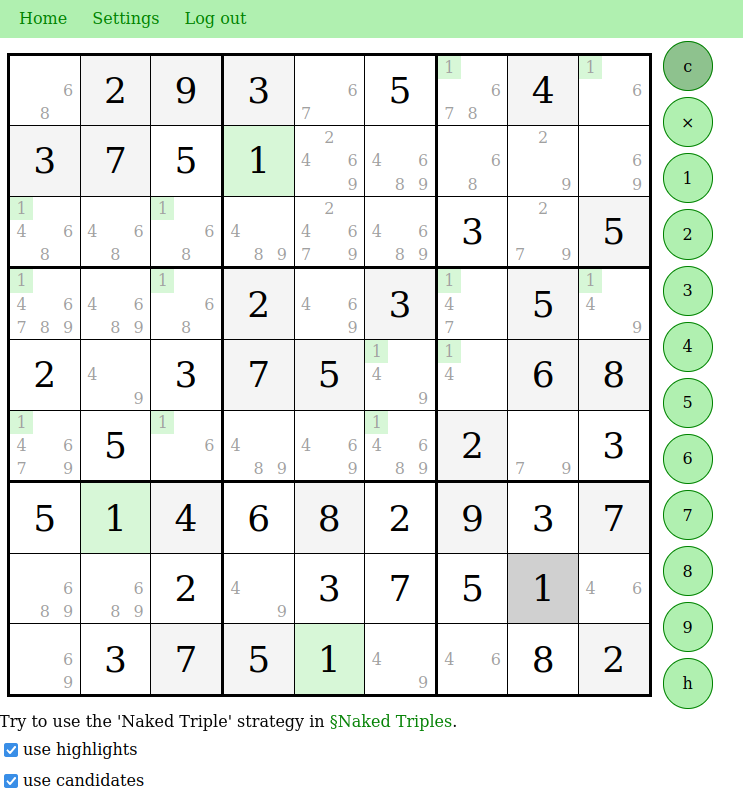 Home Settings Log out
1 1
6 2 9 3 6 5 6 4 6
8 7 7 8
2 2
3 7 5 1 4 6 4 6 6 6
9 8 9 8 9 9
1 1 2 2
4 6 4 6 6 4 4 6 4 6 3 5
8 8 8 8 9 7 9 8 9 7 9
1 1 1 1
4 6 4 6 6 2 4 6 3 4 5 4
7 8 9 8 9 8 9 7 9
1 1
2 4 3 7 5 4 4 6 8
9 9
1 1 1
4 6 5 6 4 4 6 4 6 2 3
7 9 8 9 9 8 9 7 9
5 1 4 6 8 2 9 3 7
6 6 2 4 3 7 5 1 4 6
8 9 8 9 9
6 3 7 5 1 4 4 6 8 2
9 9
c
×
1
2
3
4
5
6
7
8
9
h
Try to use the 'Naked Triple' strategy in §Naked Triples.
use highlights
use candidates